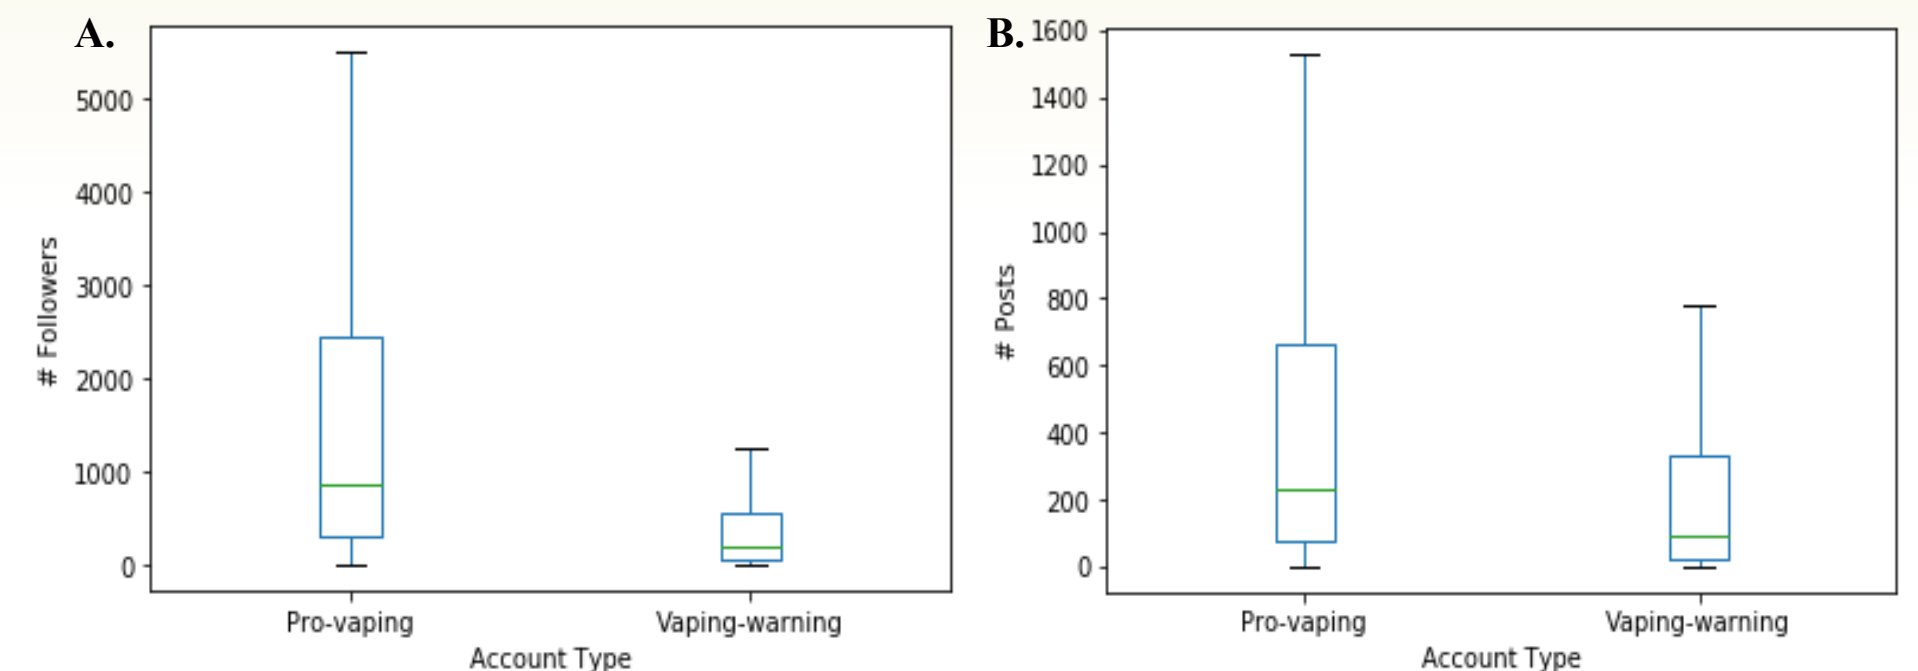 A.
# Followers
5000
4000
3000
2000
1000
0
Pro-vaping Vaping-warning
Account Type
B.
# Posts
1600
1400
1200
1000
800
600
400
200
0
Pro-vaping Vaping-warning
Account Type